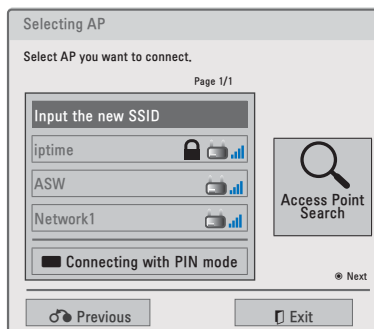 Selecting AP
Select AP you want to connect.
Page 1/1
Input the new SSID
iptime
ASW
Network1
Connecting with PIN mode
Access Point
Search
Next
Previous
Exit